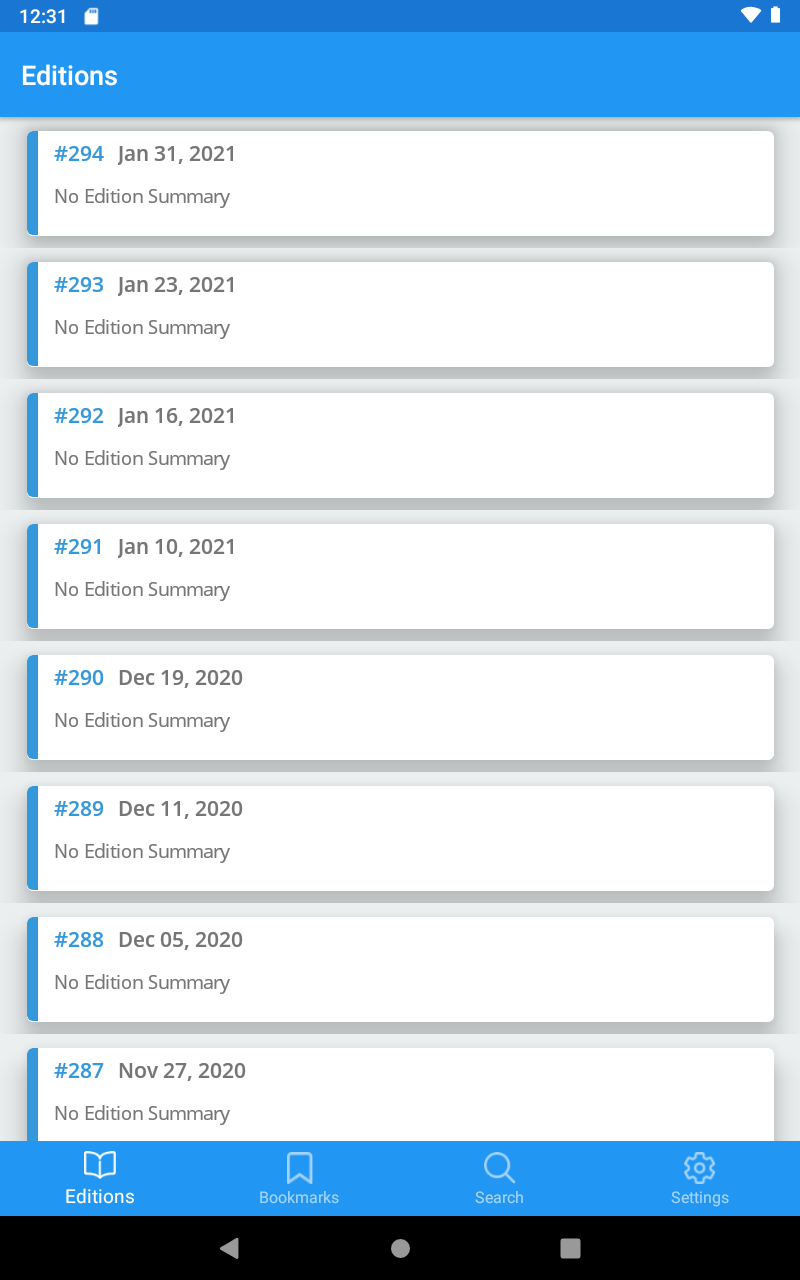 12:31
Editions
#294 Jan 31, 2021
No Edition Summary
#293 Jan 23, 2021
No Edition Summary
#292 Jan 16, 2021
No Edition Summary
#291 Jan 10, 2021
No Edition Summary
#290 Dec 19, 2020
No Edition Summary
#289 Dec 11, 2020
No Edition Summary
#288 Dec 05, 2020
No Edition Summary
#287 Nov 27, 2020
No Edition Summary
Editions Bookmarks Search Settings